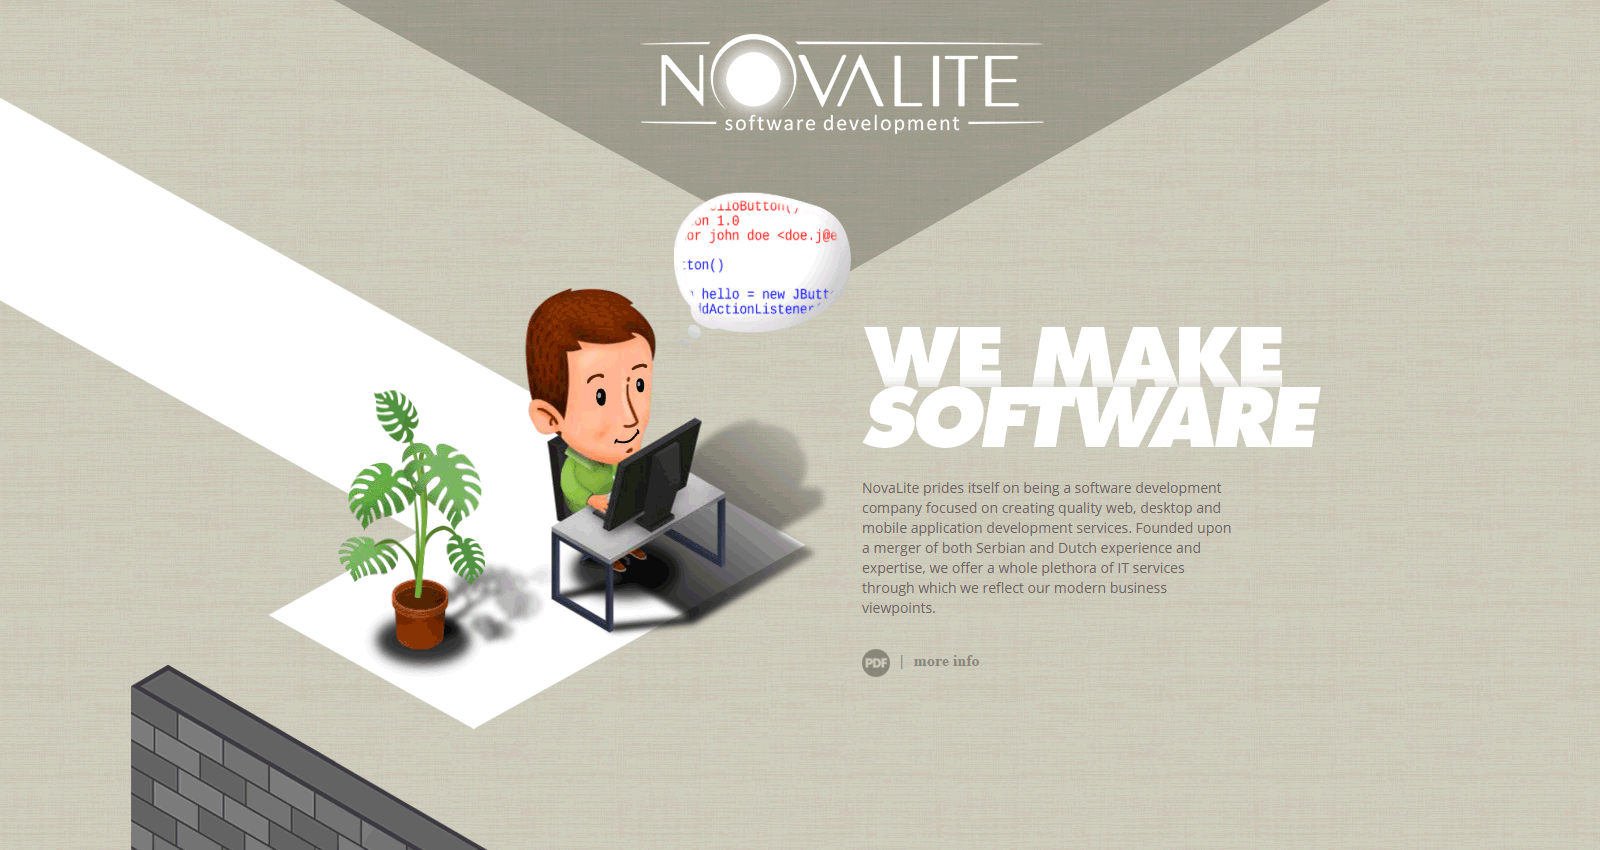 NOVALITE
software development
lloButton()
on 1.0
or john doe <doe.j@e
ton()
hello = new JButt
ddActionListener
WE MAKE
SOFTWARE
NovaLite prides itself on being a software development
company focused on creating quality web, desktop and
mobile application development services. Founded upon
a merger of both Serbian and Dutch experience and
expertise, we offer a whole plethora of IT services
through which we reflect our modern business
viewpoints.
PDF | more info